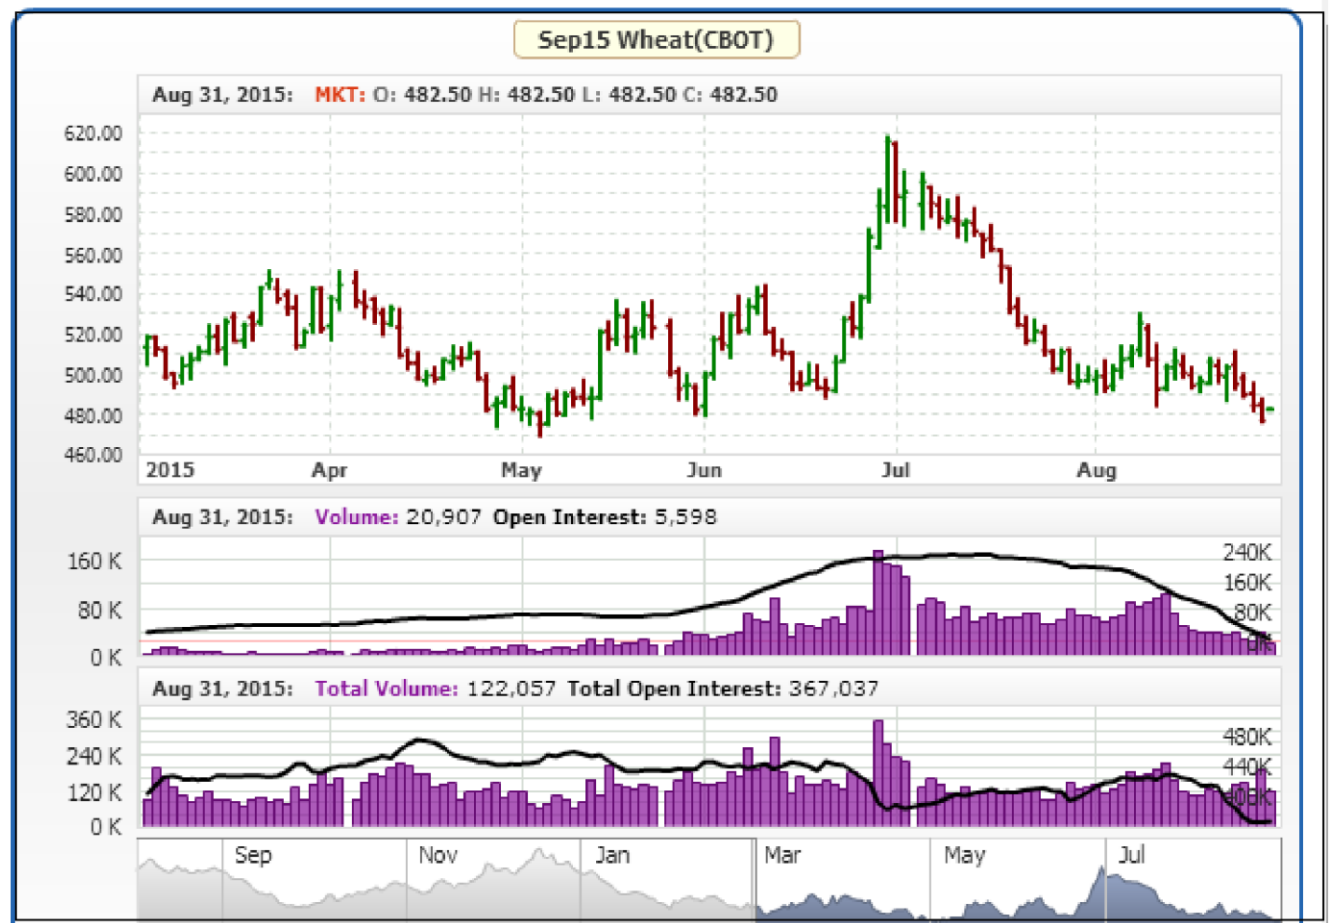 Sep15 Wheat(CBOT)
Aug 31, 2015: MKT: O: 482.50 H: 482.50 L: 482.50 C: 482.50
620.00
600.00
580.00
560.00
540.00
520.00
500.00
480.00
460.00
2015 Apr May Jun Jul Aug
Aug 31, 2015: Volume: 20,907 Open Interest: 5,598
160 K
80 K
0 K
240K
160K
80K
Aug 31, 2015: Total Volume: 122,057 Total Open Interest: 367,037
360 K
240 K
120 K
0 K
480K
440K
Sep Nov Jan Mar May Jul